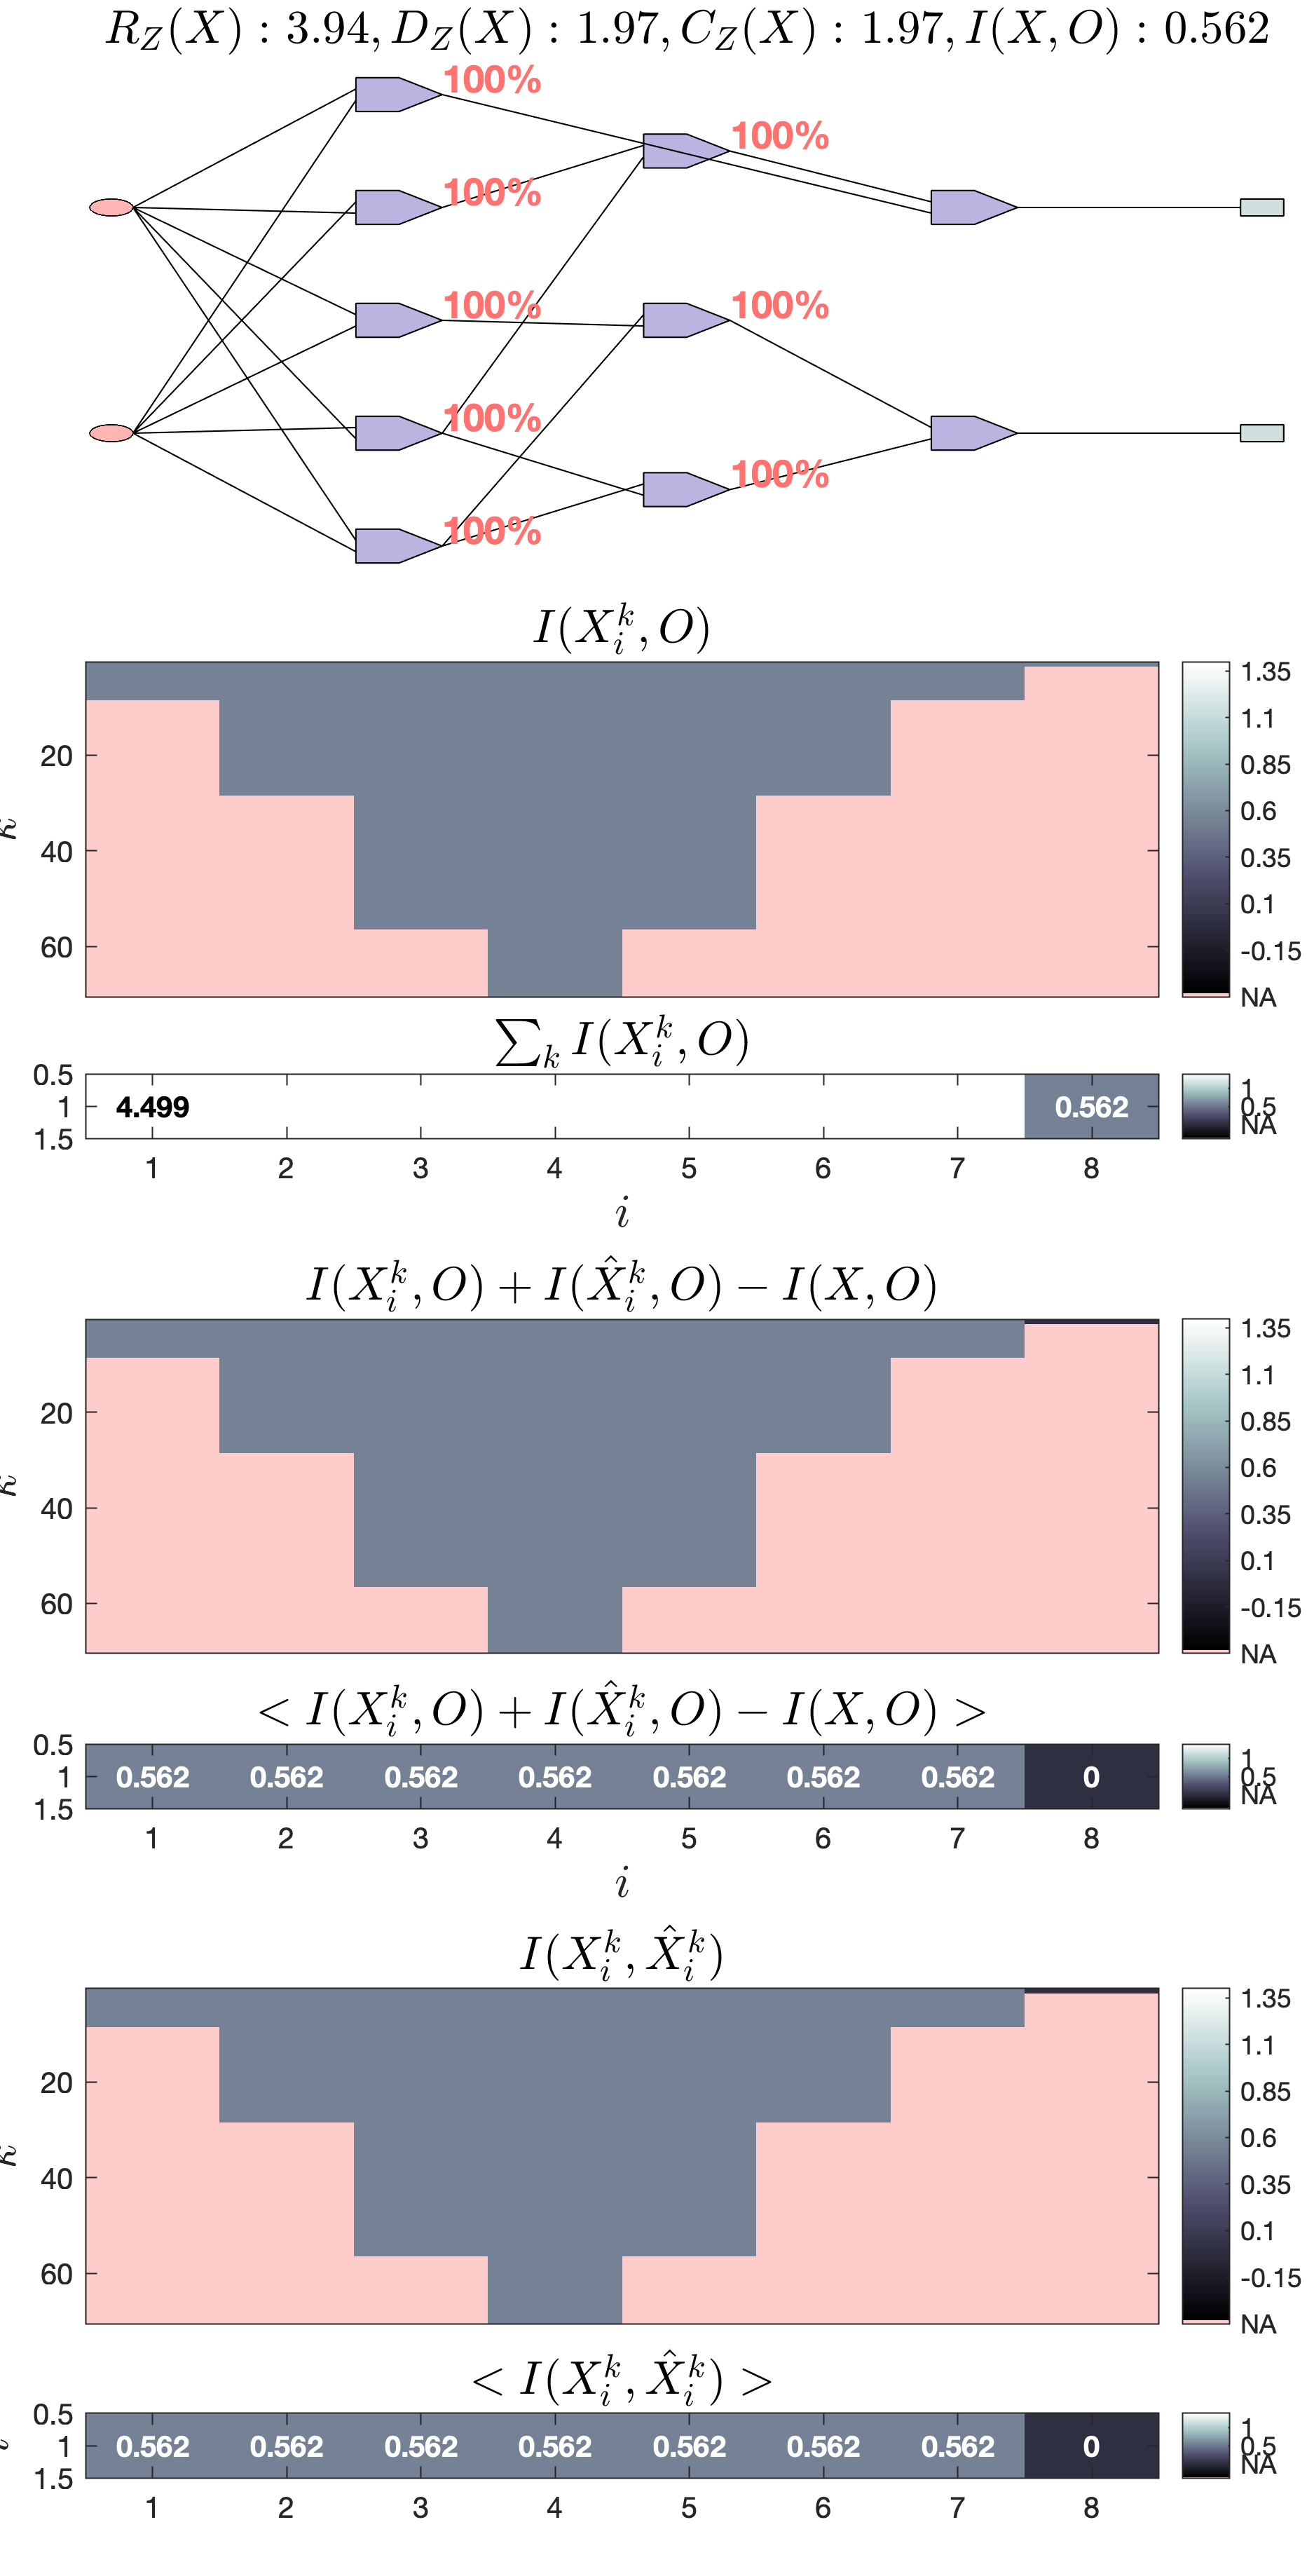 R_Z(X) : 3.94, D_Z(X) : 1.97, C_Z(X) : 1.97, I(X, O) : 0.562
100%
100%
100%
100%
100%
100%
100%
100%
I(X_i^k, O)
20
40
60
1.35
1.1
0.85
0.6
0.35
0.1
-0.15
NA
∑_k I(X_i^k, O)
0.5
1
1.5
4.499
0.562
1
0.5
NA
1 2 3 4 5 6 7 8
i
I(X_i^k, O) + I(X̂_i^k, O) − I(X, O)
20
40
60
1.35
1.1
0.85
0.6
0.35
0.1
-0.15
NA
< I(X_i^k, O) + I(X̂_i^k, O) − I(X, O) >
0.5
1
1.5
0.562 0.562 0.562 0.562 0.562 0.562 0.562 0
1
0.5
NA
1 2 3 4 5 6 7 8
i
I(X_i^k, X̂_i^k)
20
40
60
1.35
1.1
0.85
0.6
0.35
0.1
-0.15
NA
< I(X_i^k, X̂_i^k) >
0.5
1
1.5
0.562 0.562 0.562 0.562 0.562 0.562 0.562 0
1
0.5
NA
1 2 3 4 5 6 7 8